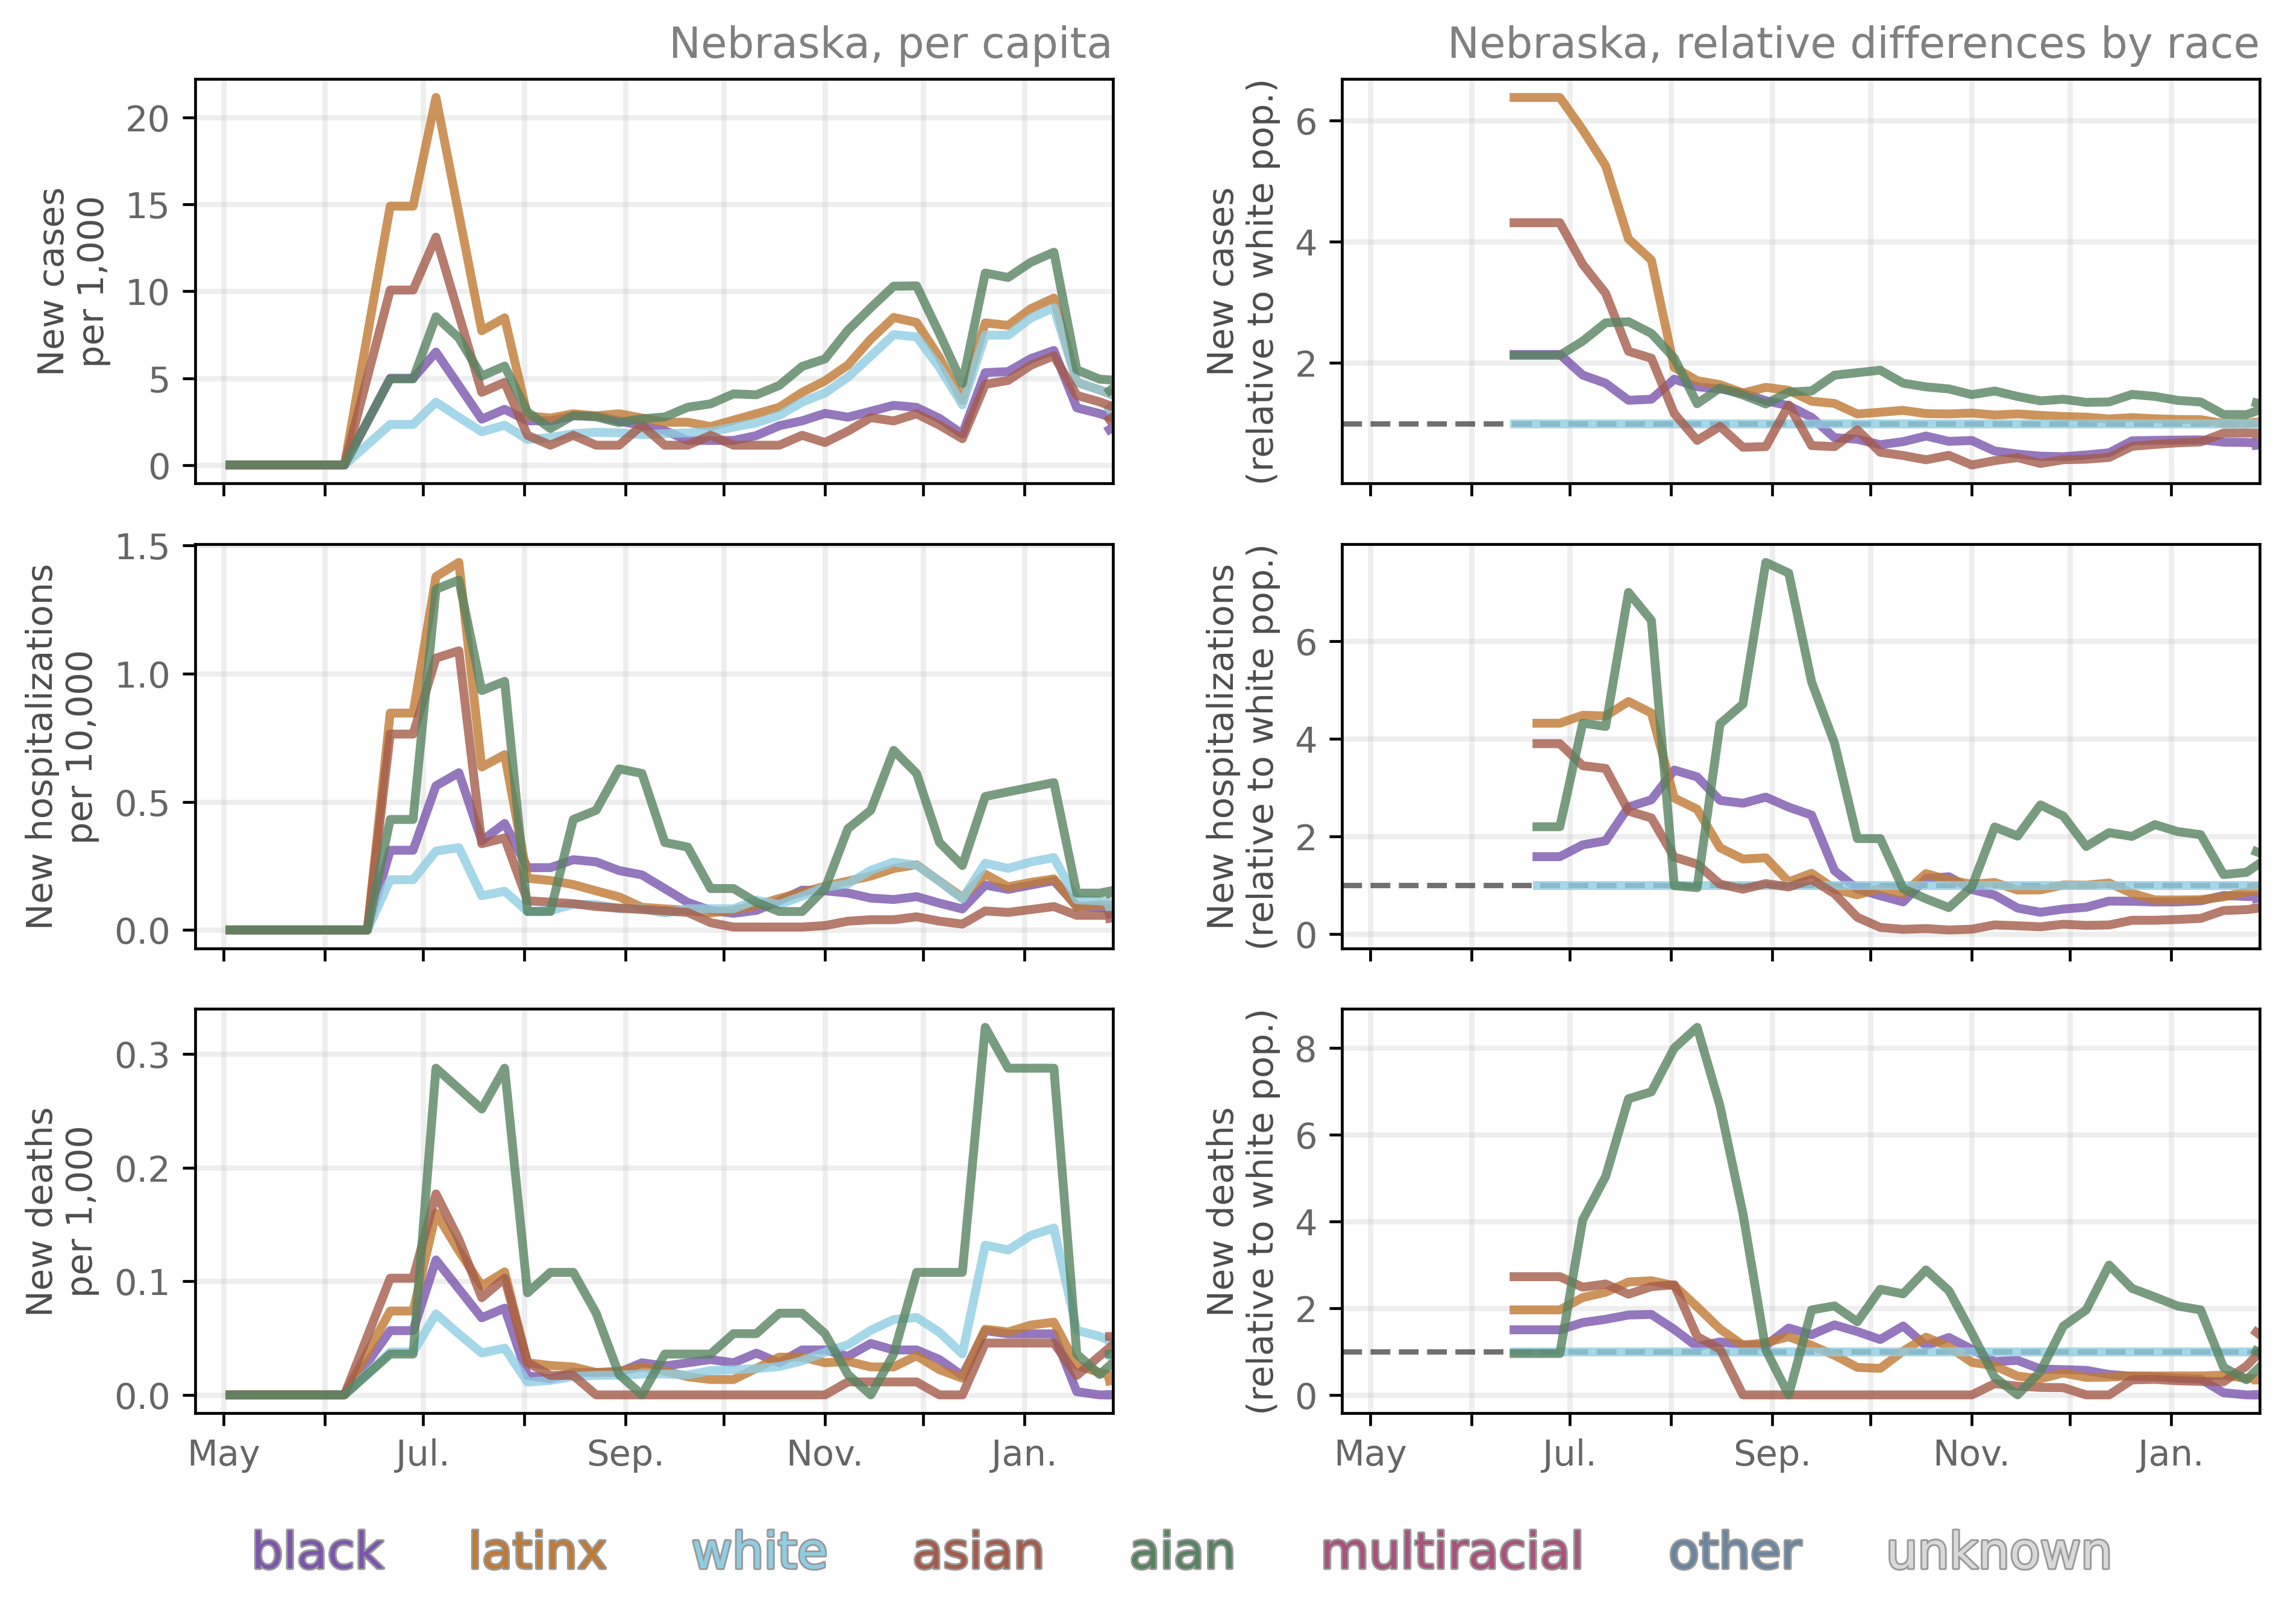 Nebraska, per capita
New cases
per 1,000
20
15
10
5
0
Nebraska, relative differences by race
New cases
(relative to white pop.)
6
4
2
New hospitalizations
per 10,000
1.5
1.0
0.5
0.0
New hospitalizations
(relative to white pop.)
6
4
2
0
New deaths
per 1,000
0.3
0.2
0.1
0.0
May Jul. Sep. Nov. Jan.
New deaths
(relative to white pop.)
8
6
4
2
0
May Jul. Sep. Nov. Jan.
black latinx white asian aian multiracial other unknown